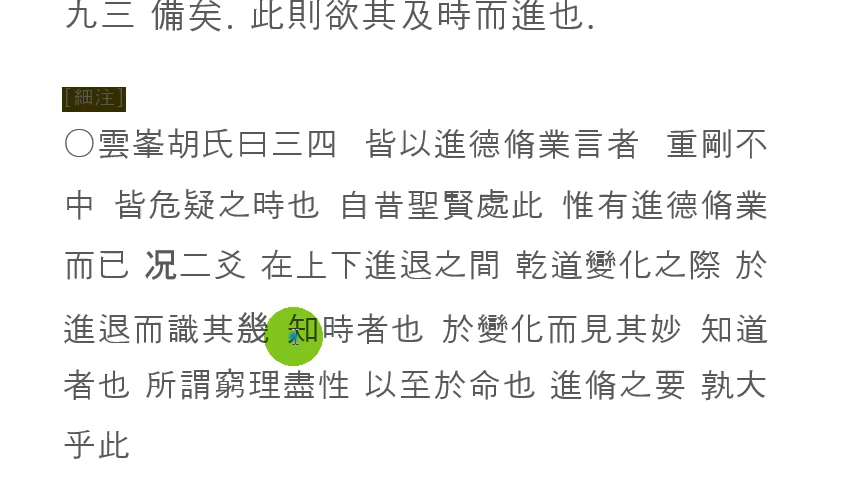 九三 備矣. 此則欲其及時而進也.
[細注]
○雲峯胡氏曰三四 皆以進德脩業言者 重剛不
中 皆危疑之時也 自昔聖賢處此 惟有進德脩業
而已 况二爻 在上下進退之間 乾道變化之際 於
進退而識其幾 知時者也 於變化而見其妙 知道
者也 所謂窮理盡性 以至於命也 進脩之要 孰大
乎此